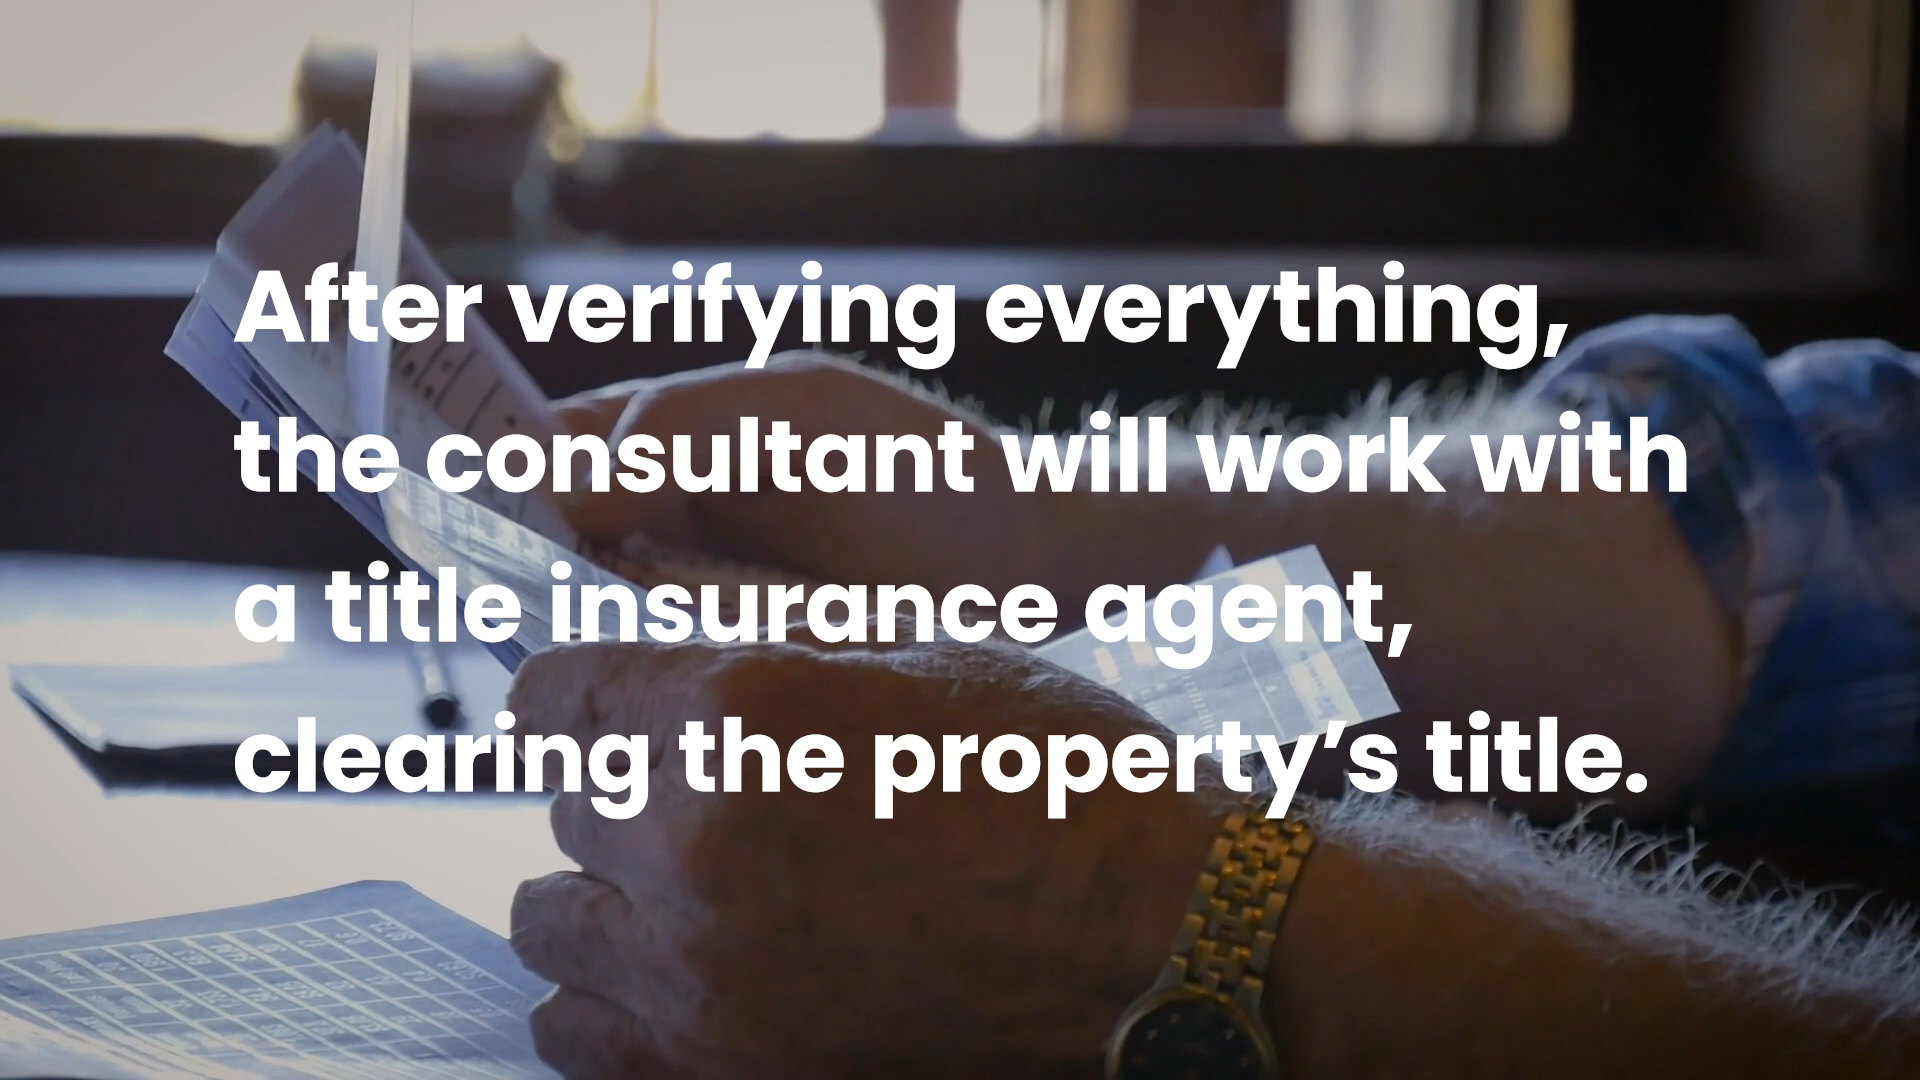 After verifying everything,
the consultant will work with
a title insurance agent,
clearing the property’s title.